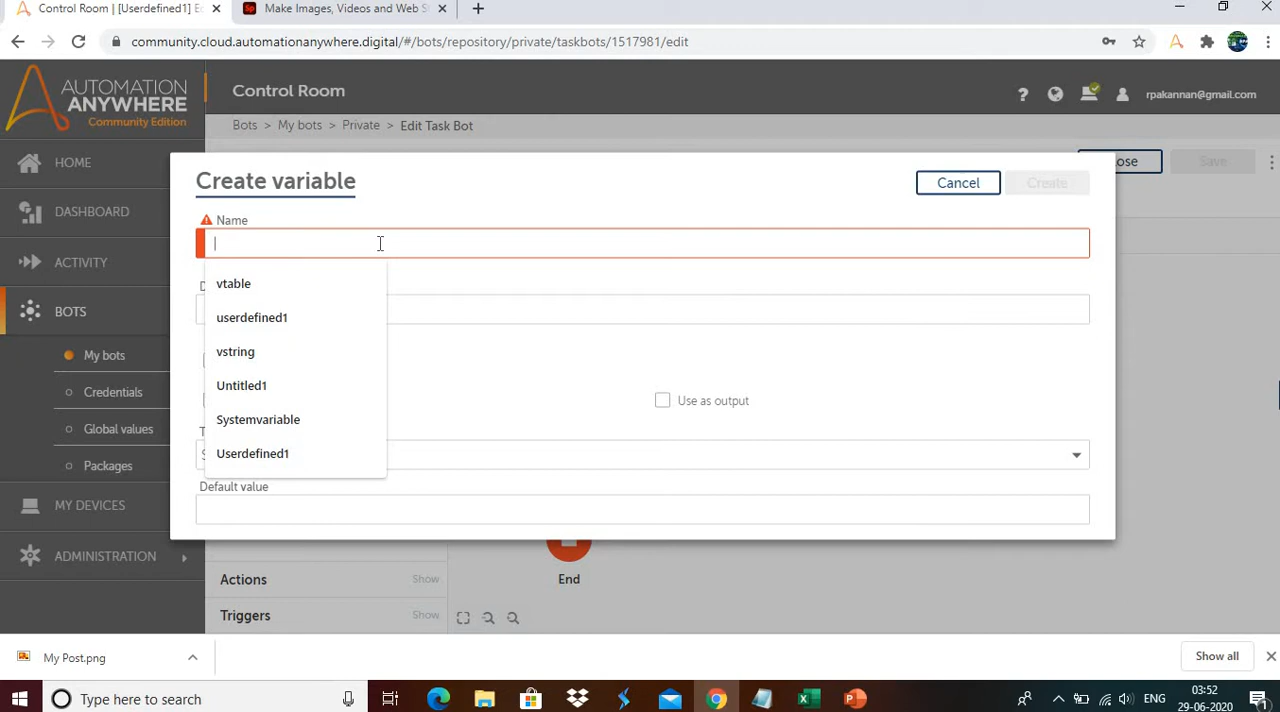 Control Room | [Userdefined1] E
Make Images, Videos and Web S
community.cloud.automationanywhere.digital/#/bots/repository/private/taskbots/1517981/edit
AUTOMATION
ANYWHERE
Community Edition
Control Room
rpakannan@gmail.com
Bots > My bots > Private > Edit Task Bot
HOME
DASHBOARD
ACTIVITY
BOTS
My bots
Credentials
Global values
Packages
MY DEVICES
ADMINISTRATION
ose
Save
Create variable
Cancel
Create
Name
vtable
userdefined1
vstring
Untitled1
Systemvariable
Userdefined1
Use as output
Default value
End
Actions
Show
Triggers
Show
My Post.png
Show all
Type here to search
ENG
03:52
29-06-2020
1